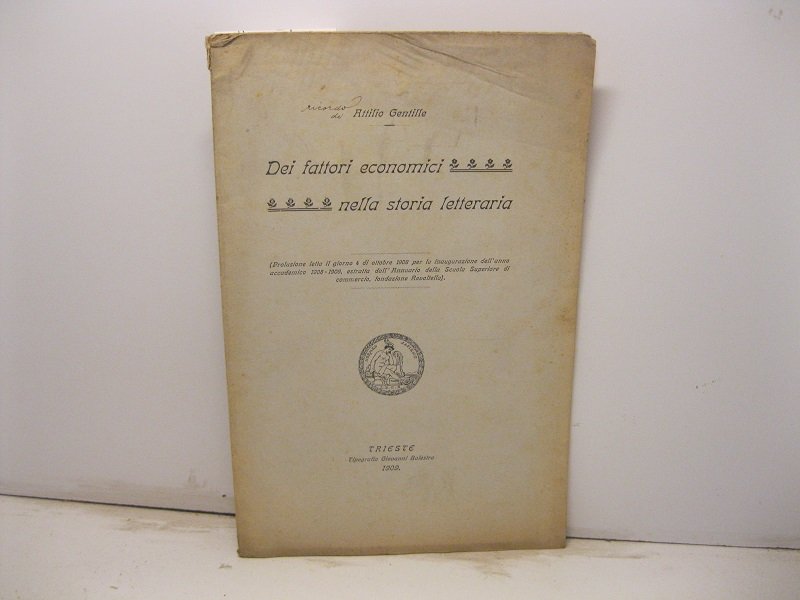 ricordo
di Attilio Gentille
Dei fattori economici
nella storia letteraria
(Prolusione letta il giorno 4 di ottobre 1908 per la inaugurazione dell'anno
accademico 1908-1909, estratta dall'Annuario della Scuola Superiore di
commercio, fondazione Revoltella).
TRIESTE
Tipografia Giovanni Balestra
1909.